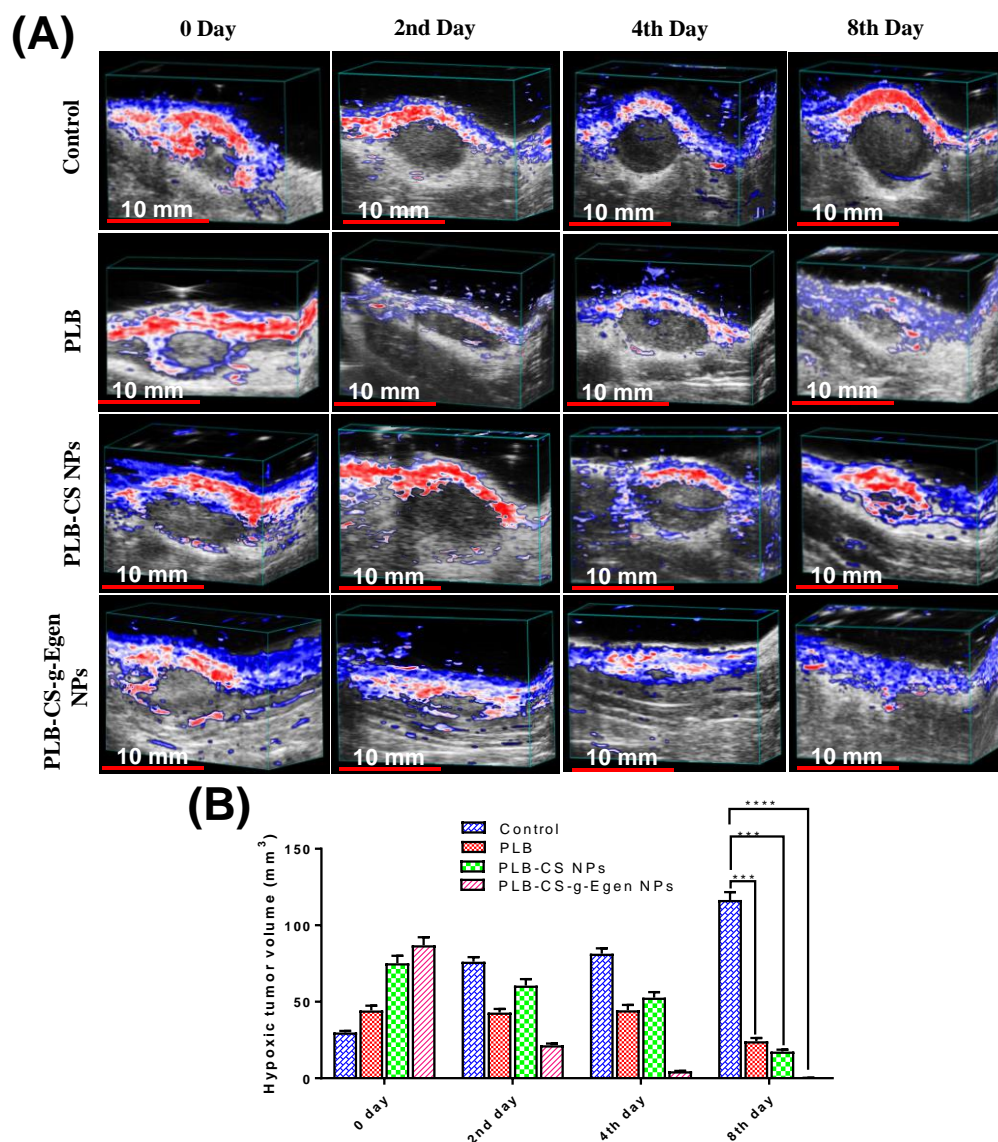 (A)
0 Day
2nd Day
4th Day
8th Day
Control
10 mm
10 mm
10 mm
10 mm
PLB
10 mm
10 mm
10 mm
10 mm
PLB-CS NPs
10 mm
10 mm
10 mm
10 mm
PLB-CS-g-Egen
NPs
10 mm
10 mm
10 mm
10 mm
(B)
Control
PLB
PLB-CS NPs
PLB-CS-g-Egen NPs
****
***
***
Hypoxic tumor volume (mm³)
150
100
50
0
0 day
2nd day
4th day
8th day